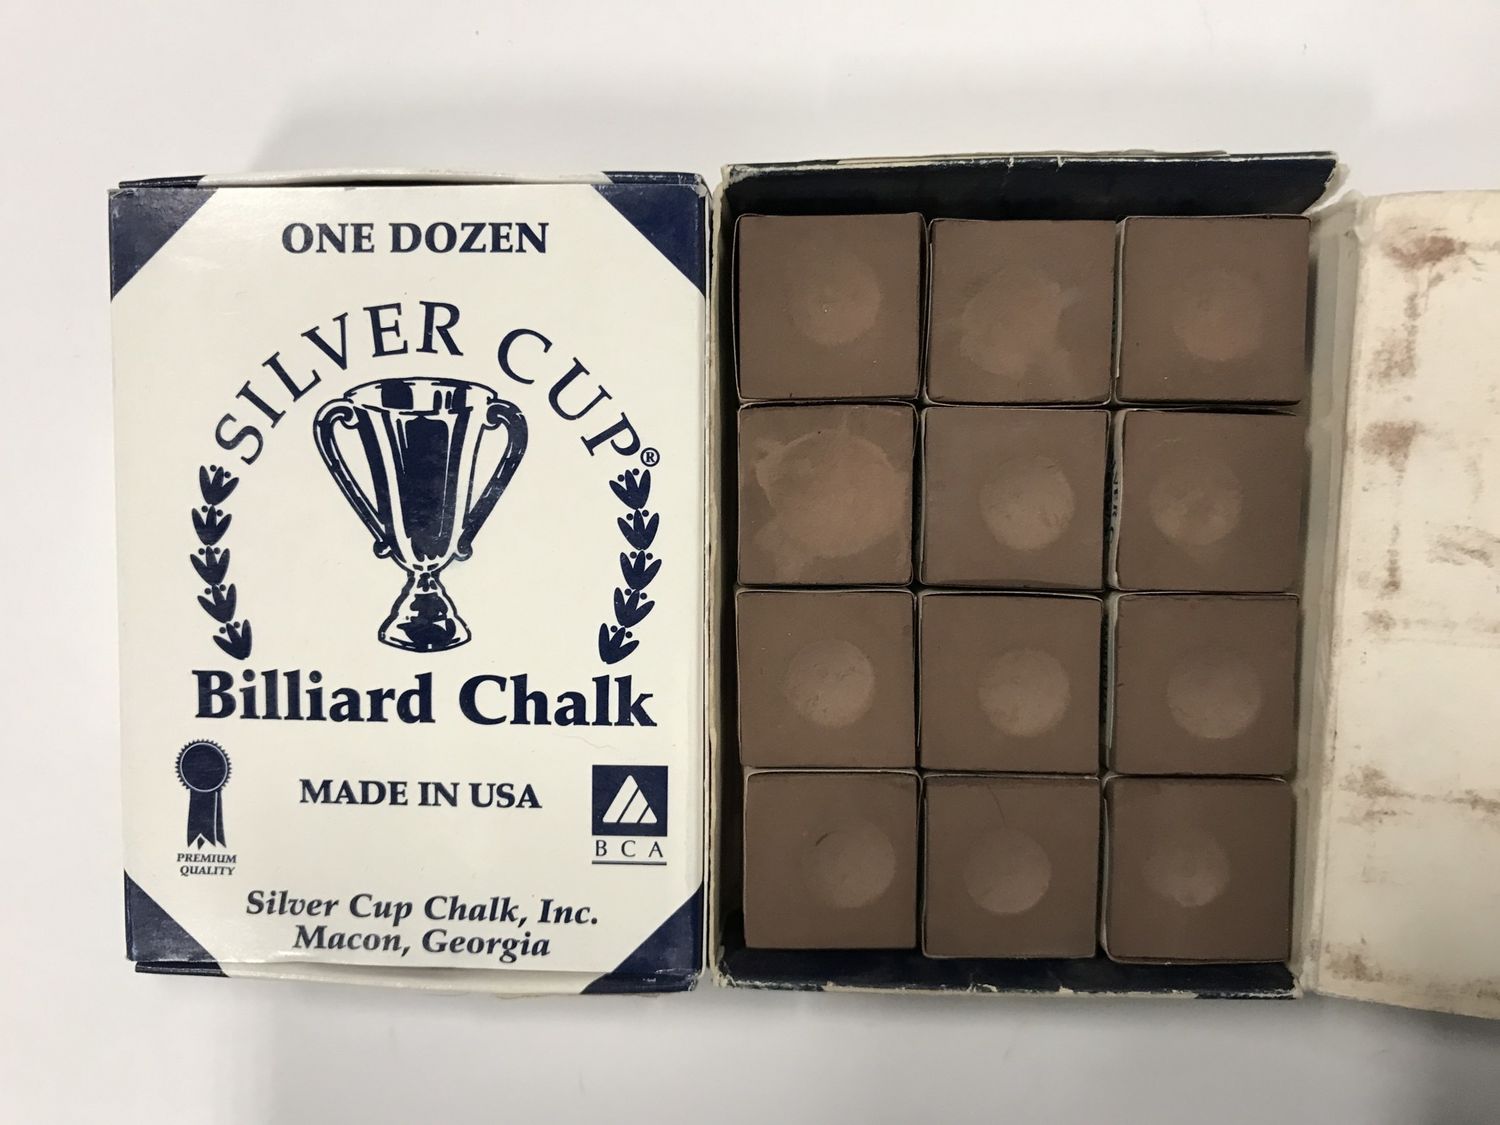 ONE DOZEN
SILVER CUP®
Billiard Chalk
MADE IN USA
PREMIUM
QUALITY
BCA
Silver Cup Chalk, Inc.
Macon, Georgia